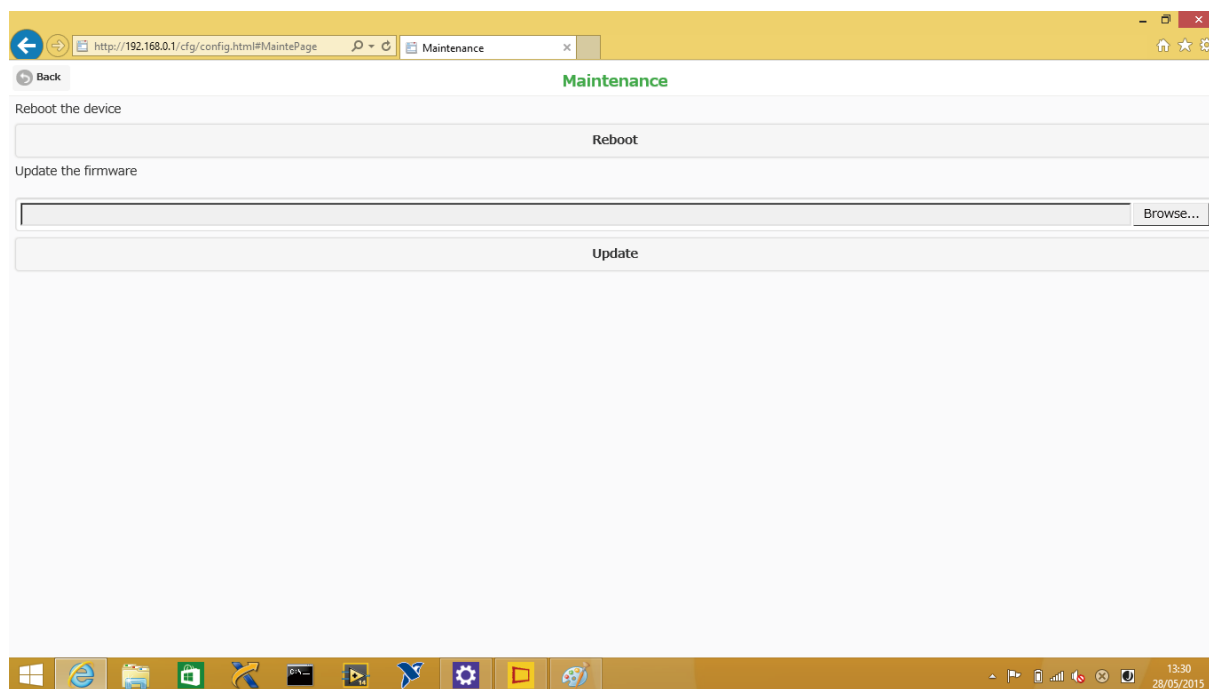 http://192.168.0.1/cfg/config.html#MaintePage
Maintenance
Back
Maintenance
Reboot the device
Reboot
Update the firmware
Browse...
Update
C:\_
14
13:30
28/05/2015